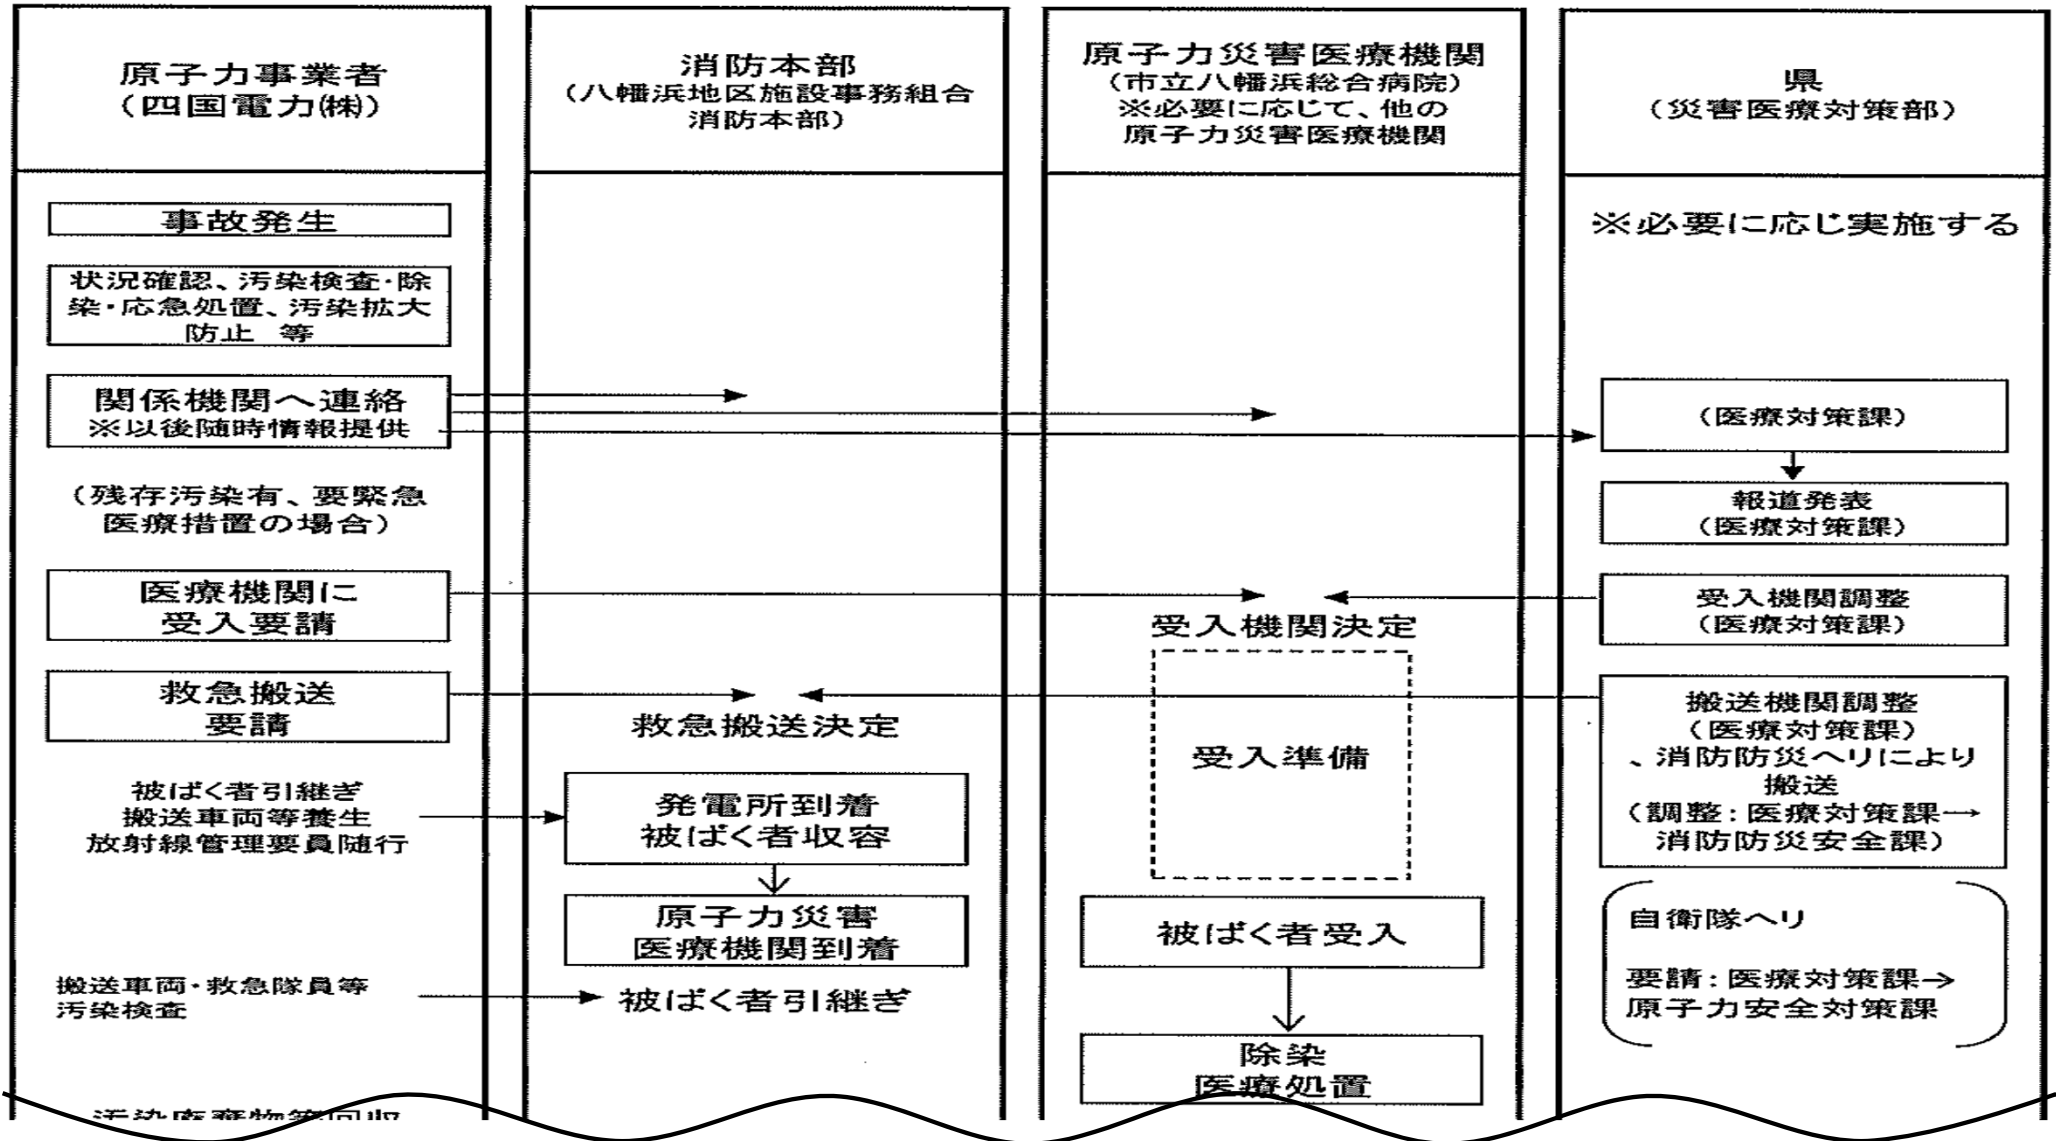 原子力事業者
(四国電力㈱)
消防本部
(八幡浜地区施設事務組合
消防本部)
原子力災害医療機関
(市立八幡浜総合病院)
※必要に応じて、他の
原子力災害医療機関
県
(災害医療対策部)
事故発生
状況確認、汚染検査・除
染・応急処置、汚染拡大
防止 等
関係機関へ連絡
※以後随時情報提供
(残存汚染有、要緊急
医療措置の場合)
医療機関に
受入要請
救急搬送
要請
被ばく者引継ぎ
搬送車両等養生
放射線管理要員随行
搬送車両・救急隊員等
汚染検査
汚染廃棄物等回収
救急搬送決定
発電所到着
被ばく者収容
原子力災害
医療機関到着
被ばく者引継ぎ
受入機関決定
受入準備
被ばく者受入
除染
医療処置
※必要に応じ実施する
(医療対策課)
報道発表
(医療対策課)
受入機関調整
(医療対策課)
搬送機関調整
(医療対策課)
、消防防災ヘリにより
搬送
(調整:医療対策課→
消防防災安全課)
自衛隊ヘリ
要請:医療対策課→
原子力安全対策課